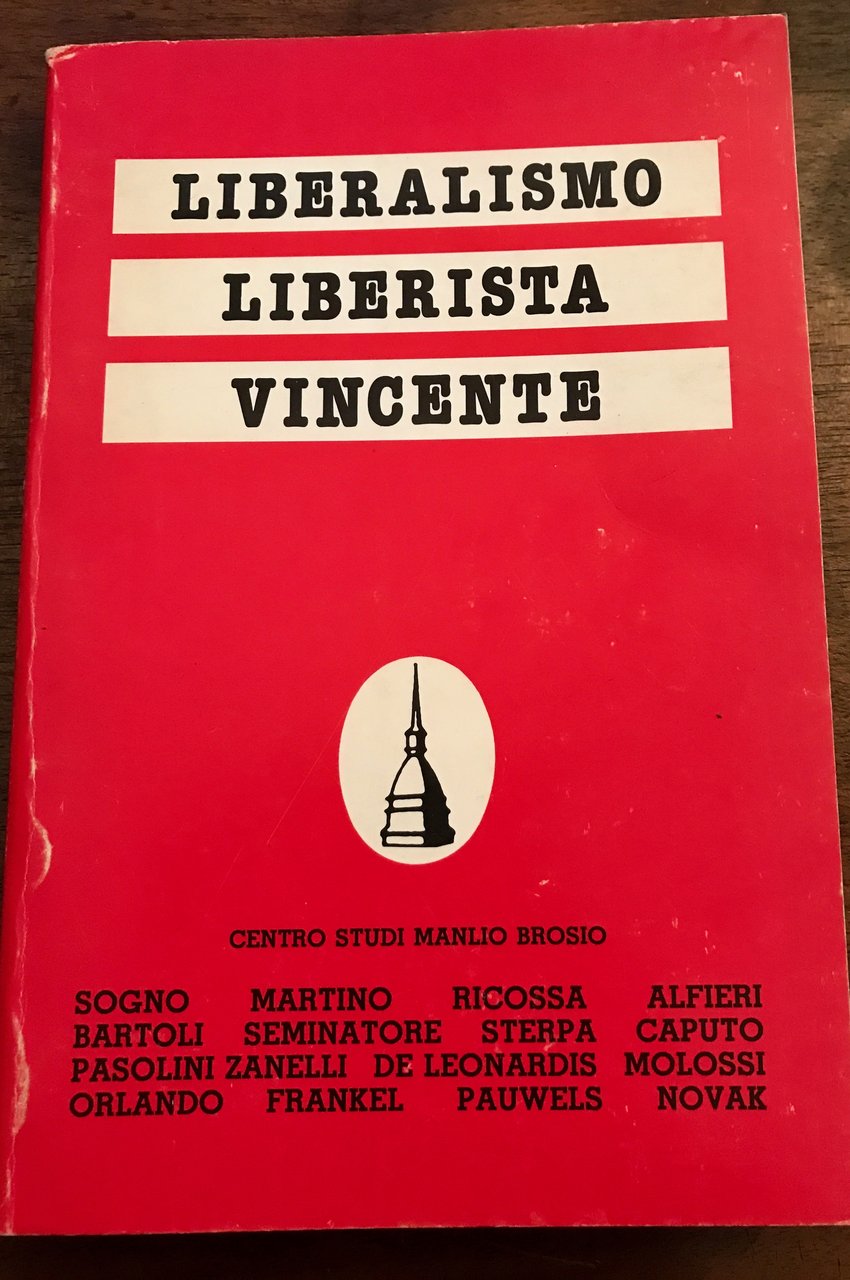 LIBERALISMO
LIBERISTA
VINCENTE
CENTRO STUDI MANLIO BROSIO
SOGNO MARTINO RICOSSA ALFIERI
BARTOLI SEMINATORE STERPA CAPUTO
PASOLINI ZANELLI DE LEONARDIS MOLOSSI
ORLANDO FRANKEL PAUWELS NOVAK